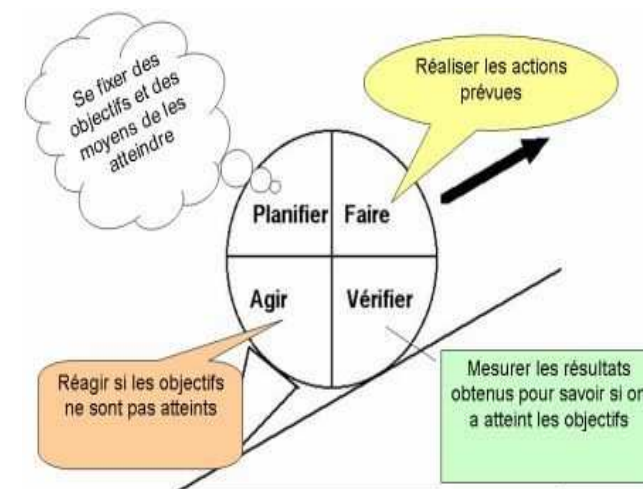 Se fixer des
objectifs et des
moyens de les
atteindre
Réaliser les actions
prévues
Planifier
Faire
Agir
Vérifier
Réagir si les objectifs
ne sont pas atteints
Mesurer les résultats
obtenus pour savoir si on
a atteint les objectifs